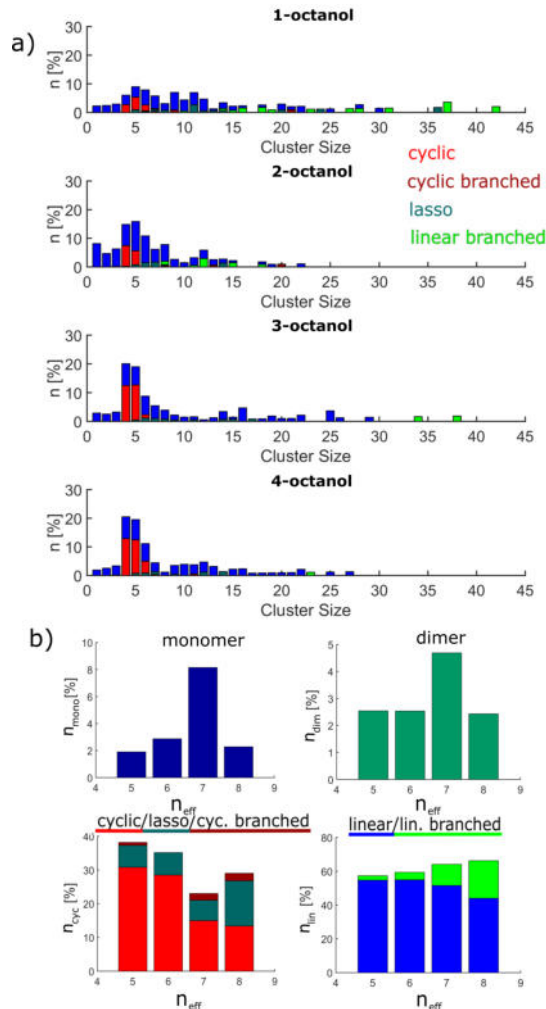 1-octanol
a)
30
20
10
0
n [%]
0 5 10 15 20 25 30 35 40 45
Cluster Size
cyclic
cyclic branched
lasso
linear branched
2-octanol
30
20
10
0
n [%]
0 5 10 15 20 25 30 35 40 45
Cluster Size
3-octanol
30
20
10
0
n [%]
0 5 10 15 20 25 30 35 40 45
Cluster Size
4-octanol
30
20
10
0
n [%]
0 5 10 15 20 25 30 35 40 45
Cluster Size
b)
monomer
10
8
6
4
2
0
n_mono [%]
4 5 6 7 8 9
n_eff
dimer
5
4
3
2
1
0
n_dim [%]
4 5 6 7 8 9
n_eff
cyclic/lasso/cyc. branched
40
30
20
10
0
n_cyc [%]
4 5 6 7 8 9
n_eff
linear/lin. branched
80
60
40
20
0
n_lin [%]
4 5 6 7 8 9
n_eff